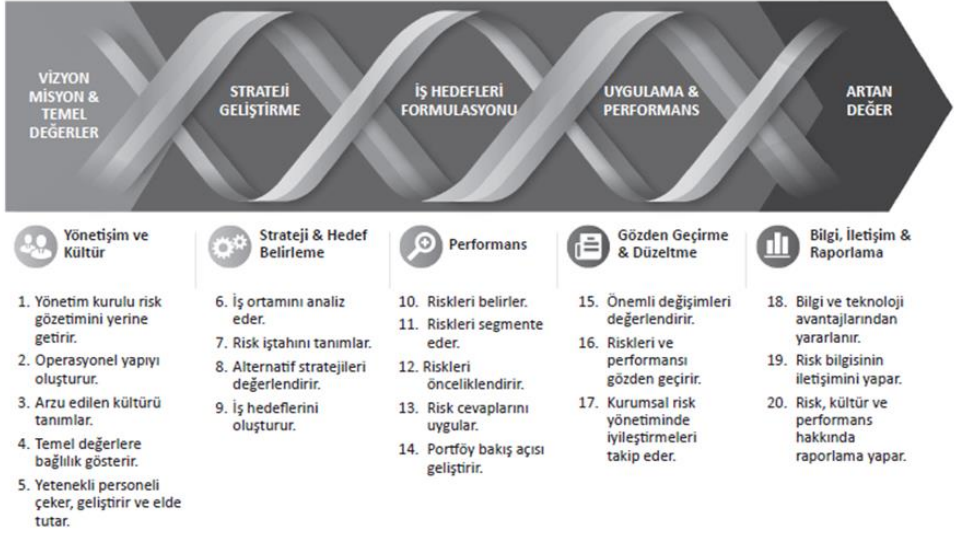 VİZYON
MİSYON &
TEMEL
DEĞERLER
STRATEJİ
GELİŞTİRME
İŞ HEDEFLERİ
FORMULASYONU
UYGULAMA &
PERFORMANS
ARTAN
DEĞER
Yönetişim ve
Kültür
1. Yönetim kurulu risk
gözetimini yerine
getirir.
2. Operasyonel yapıyı
oluşturur.
3. Arzu edilen kültürü
tanımlar.
4. Temel değerlere
bağlılık gösterir.
5. Yetenekli personeli
çeker, geliştirir ve elde
tutar.
Strateji & Hedef
Belirleme
6. İş ortamını analiz
eder.
7. Risk iştahını tanımlar.
8. Alternatif stratejileri
değerlendirir.
9. İş hedeflerini
oluşturur.
Performans
10. Riskleri belirler.
11. Riskleri segmente
eder.
12. Riskleri
önceliklendirir.
13. Risk cevaplarını
uygular.
14. Portföy bakış açısı
geliştirir.
Gözden Geçirme
& Düzeltme
15. Önemli değişimleri
değerlendirir.
16. Riskleri ve
performansı
gözden geçirir.
17. Kurumsal risk
yönetiminde
iyileştirmeleri
takip eder.
Bilgi, İletişim &
Raporlama
18. Bilgi ve teknoloji
avantajlarından
yararlanır.
19. Risk bilgisinin
iletişimini yapar.
20. Risk, kültür ve
performans
hakkında
raporlama yapar.